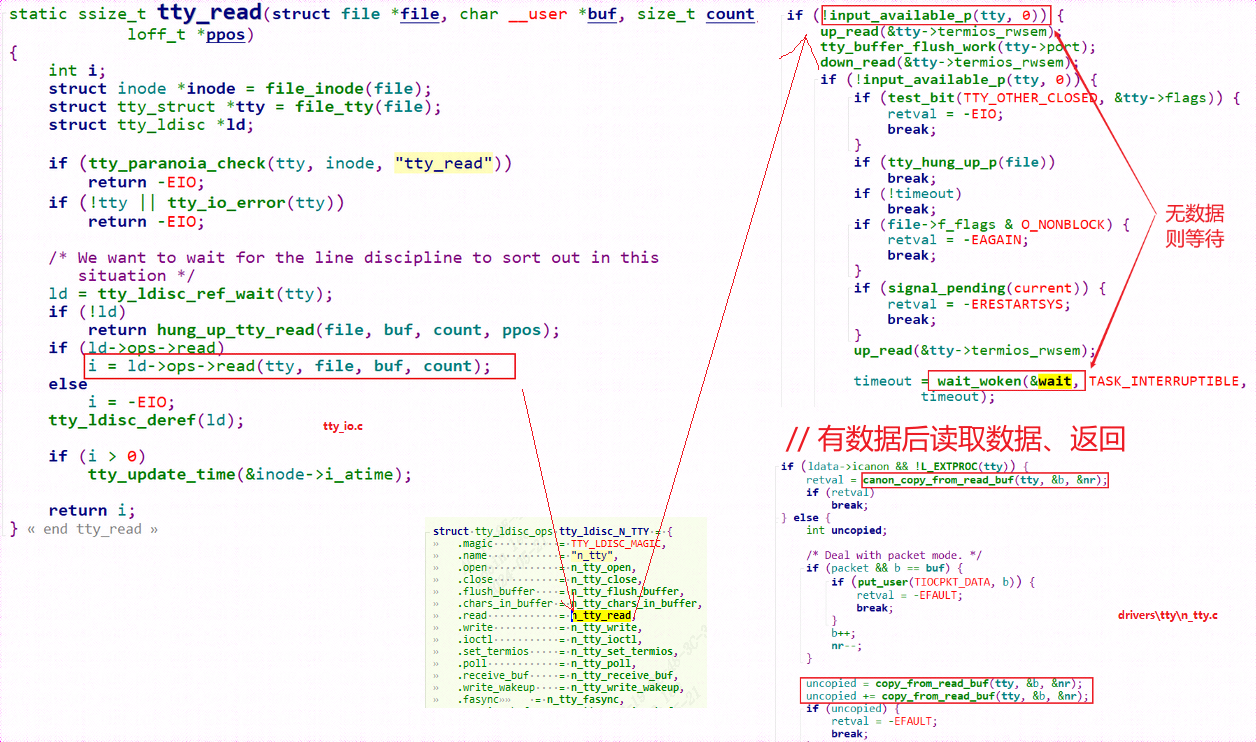 static ssize_t tty_read(struct file *file, char __user *buf, size_t count
loff_t *ppos)
{
int i;
struct inode *inode = file_inode(file);
struct tty_struct *tty = file_tty(file);
struct tty_ldisc *ld;
if (tty_paranoia_check(tty, inode, "tty_read"))
return -EIO;
if (!tty || tty_io_error(tty))
return -EIO;
/* We want to wait for the line discipline to sort out in this
situation */
ld = tty_ldisc_ref_wait(tty);
if (!ld)
return hung_up_tty_read(file, buf, count, ppos);
if (ld->ops->read)
i = ld->ops->read(tty, file, buf, count);
else
i = -EIO;
tty_ldisc_deref(ld);
tty_io.c
if (i > 0)
tty_update_time(&inode->i_atime);
return i;
} « end tty_read »
struct tty_ldisc_ops tty_ldisc_N_TTY = {
.magic = TTY_LDISC_MAGIC,
.name = "n_tty",
.open = n_tty_open,
.close = n_tty_close,
.flush_buffer = n_tty_flush_buffer,
.chars_in_buffer = n_tty_chars_in_buffer,
.read = n_tty_read,
.write = n_tty_write,
.ioctl = n_tty_ioctl,
.set_termios = n_tty_set_termios,
.poll = n_tty_poll,
.receive_buf = n_tty_receive_buf,
.write_wakeup = n_tty_write_wakeup,
.fasync = n_tty_fasync,
if (!input_available_p(tty, 0)) {
up_read(&tty->termios_rwsem);
tty_buffer_flush_work(tty->port);
down_read(&tty->termios_rwsem);
if (!input_available_p(tty, 0)) {
if (test_bit(TTY_OTHER_CLOSED, &tty->flags)) {
retval = -EIO;
break;
}
if (tty_hung_up_p(file))
break;
if (!timeout)
break;
if (file->f_flags & O_NONBLOCK) {
retval = -EAGAIN;
break;
}
if (signal_pending(current)) {
retval = -ERESTARTSYS;
break;
}
up_read(&tty->termios_rwsem);
timeout = wait_woken(&wait, TASK_INTERRUPTIBLE,
timeout);
无数据
则等待
// 有数据后读取数据、返回
if (ldata->icanon && !L_EXTPROC(tty)) {
retval = canon_copy_from_read_buf(tty, &b, &nr);
if (retval)
break;
} else {
int uncopied;
/* Deal with packet mode. */
if (packet && b == buf) {
if (put_user(TIOCPKT_DATA, b)) {
retval = -EFAULT;
break;
}
b++;
nr--;
}
drivers\tty\n_tty.c
uncopied = copy_from_read_buf(tty, &b, &nr);
uncopied += copy_from_read_buf(tty, &b, &nr);
if (uncopied) {
retval = -EFAULT;
break;